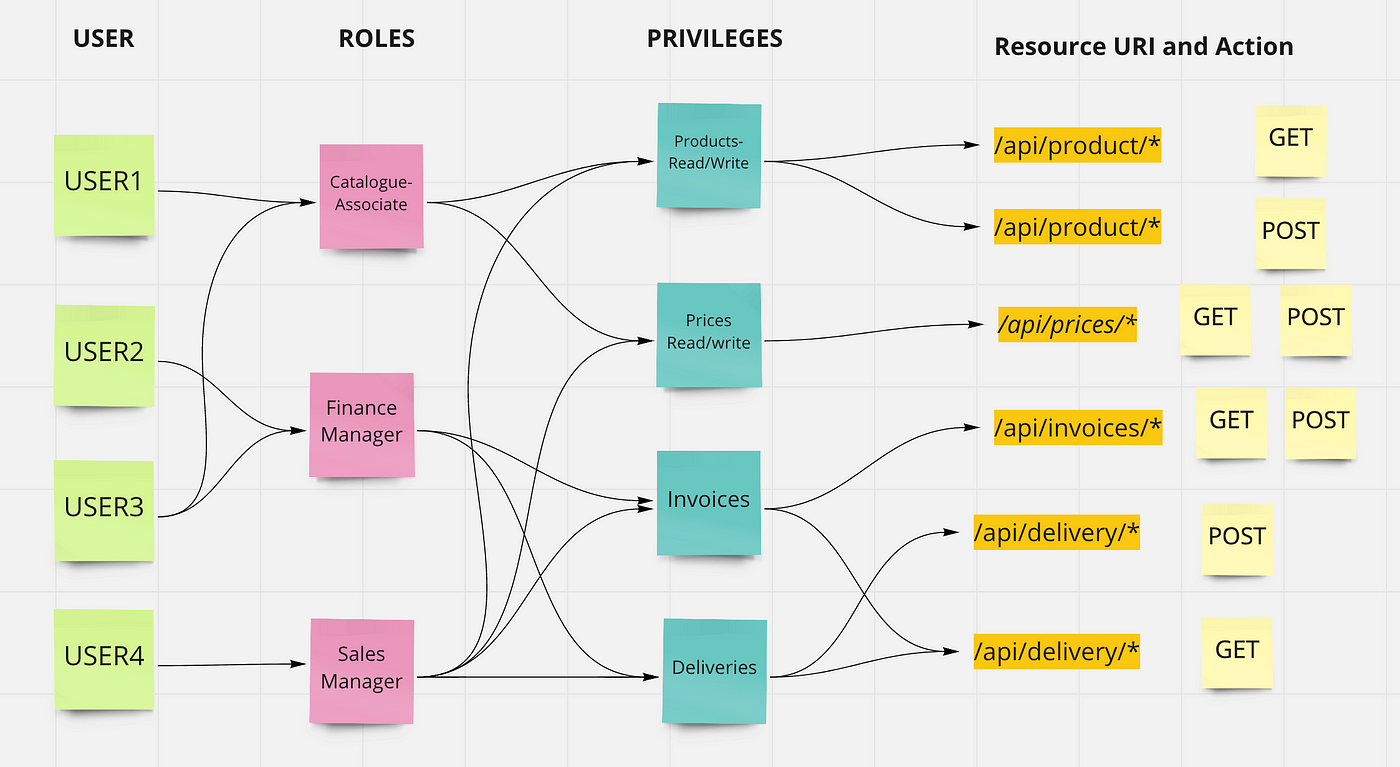 USER
ROLES
PRIVILEGES
Resource URI and Action
USER1
Catalogue-
Associate
Products-
Read/Write
/api/product/*
GET
/api/product/*
POST
USER2
Prices
Read/write
/api/prices/*
GET
POST
Finance
Manager
/api/invoices/*
GET
POST
USER3
Invoices
/api/delivery/*
POST
USER4
Sales
Manager
Deliveries
/api/delivery/*
GET